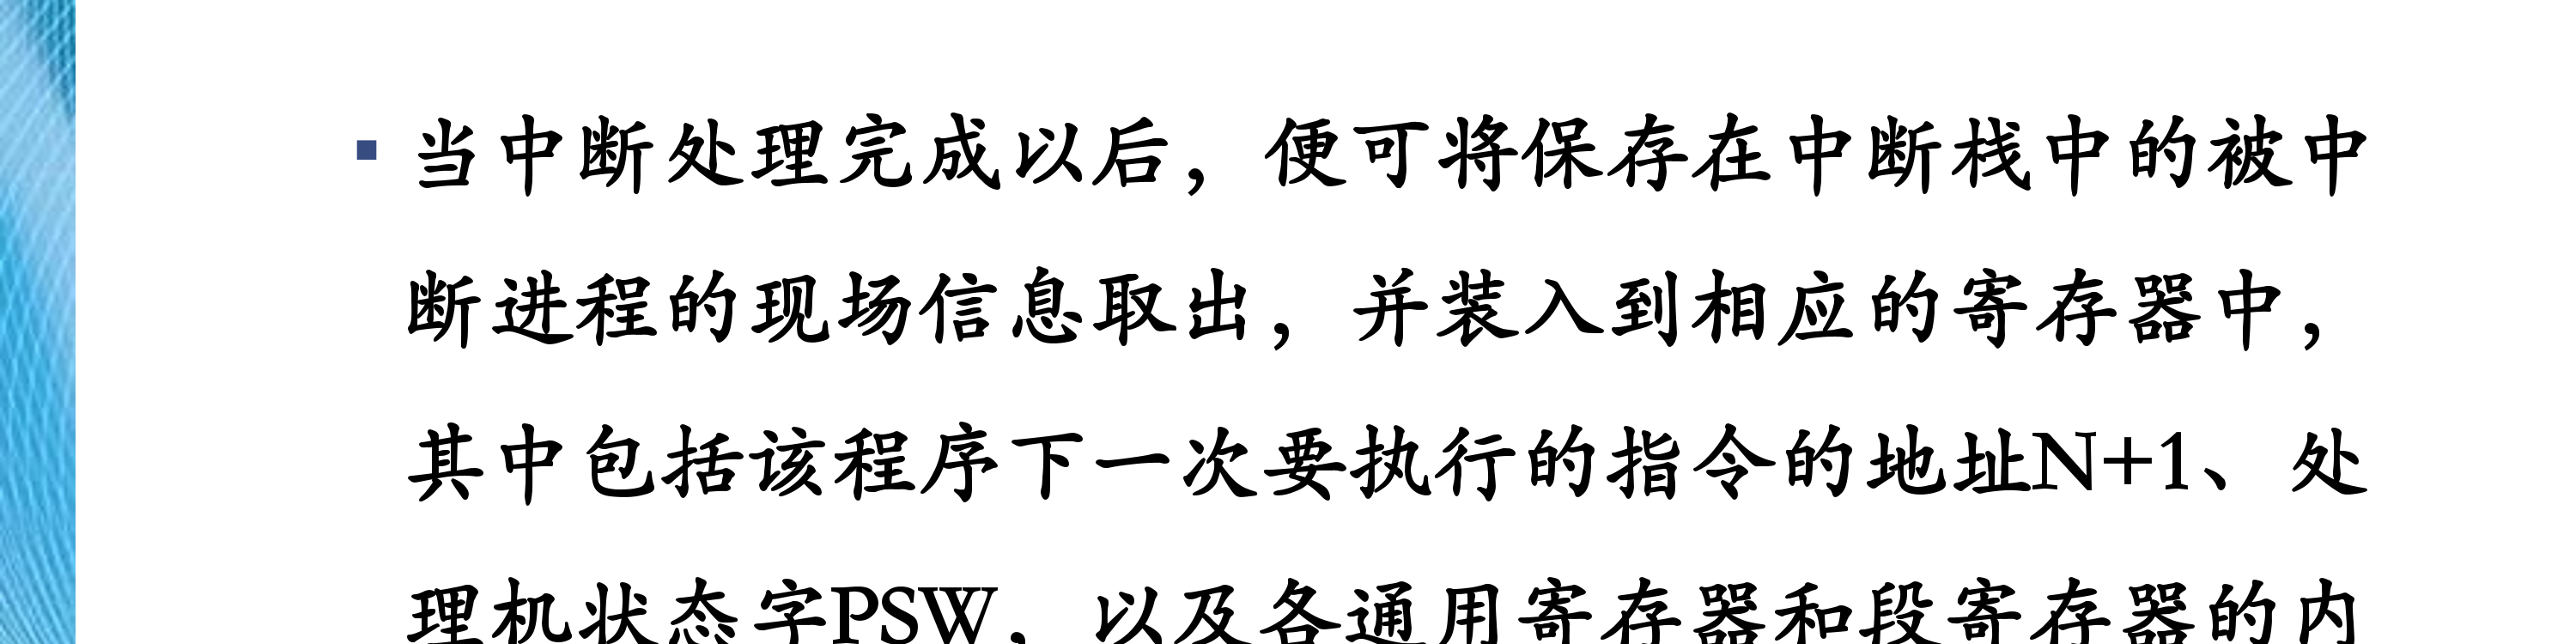 当中断处理完成以后，便可将保存在中断栈中的被中
断进程的现场信息取出，并装入到相应的寄存器中，
其中包括该程序下一次要执行的指令的地址N+1、处
理机状态字PSW，以及各通用寄存器和段寄存器的内